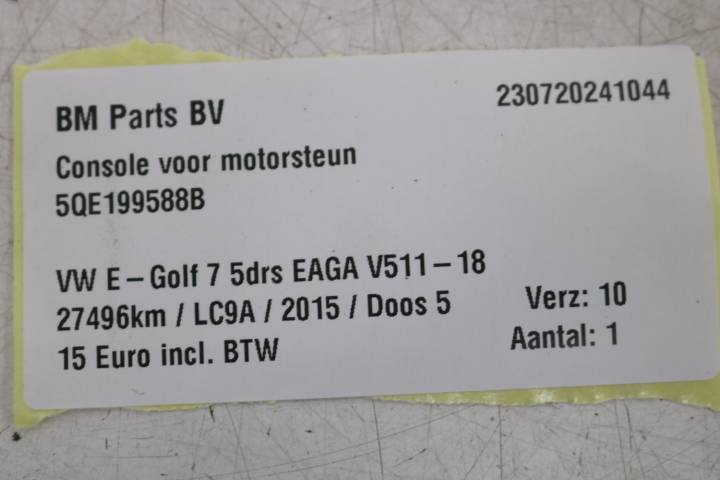 BM Parts BV
230720241044
Console voor motorsteun
5QE199588B
VW E-Golf 7 5drs EAGA V511-18
27496km / LC9A / 2015 / Doos 5
Verz: 10
15 Euro incl. BTW
Aantal: 1